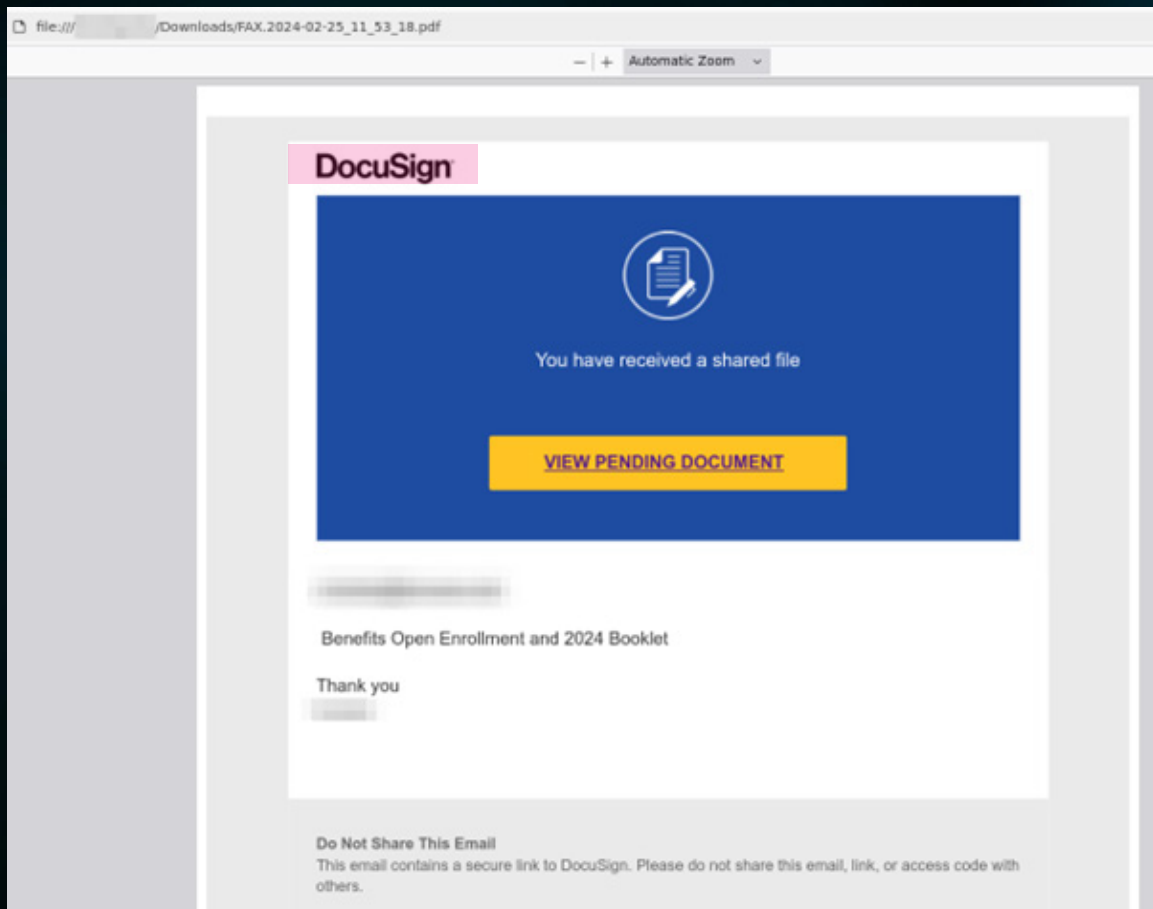 file:/// /Downloads/FAX.2024-02-25_11_53_18.pdf
− + Automatic Zoom
DocuSign
You have received a shared file
VIEW PENDING DOCUMENT
Benefits Open Enrollment and 2024 Booklet
Thank you
Do Not Share This Email
This email contains a secure link to DocuSign. Please do not share this email, link, or access code with
others.